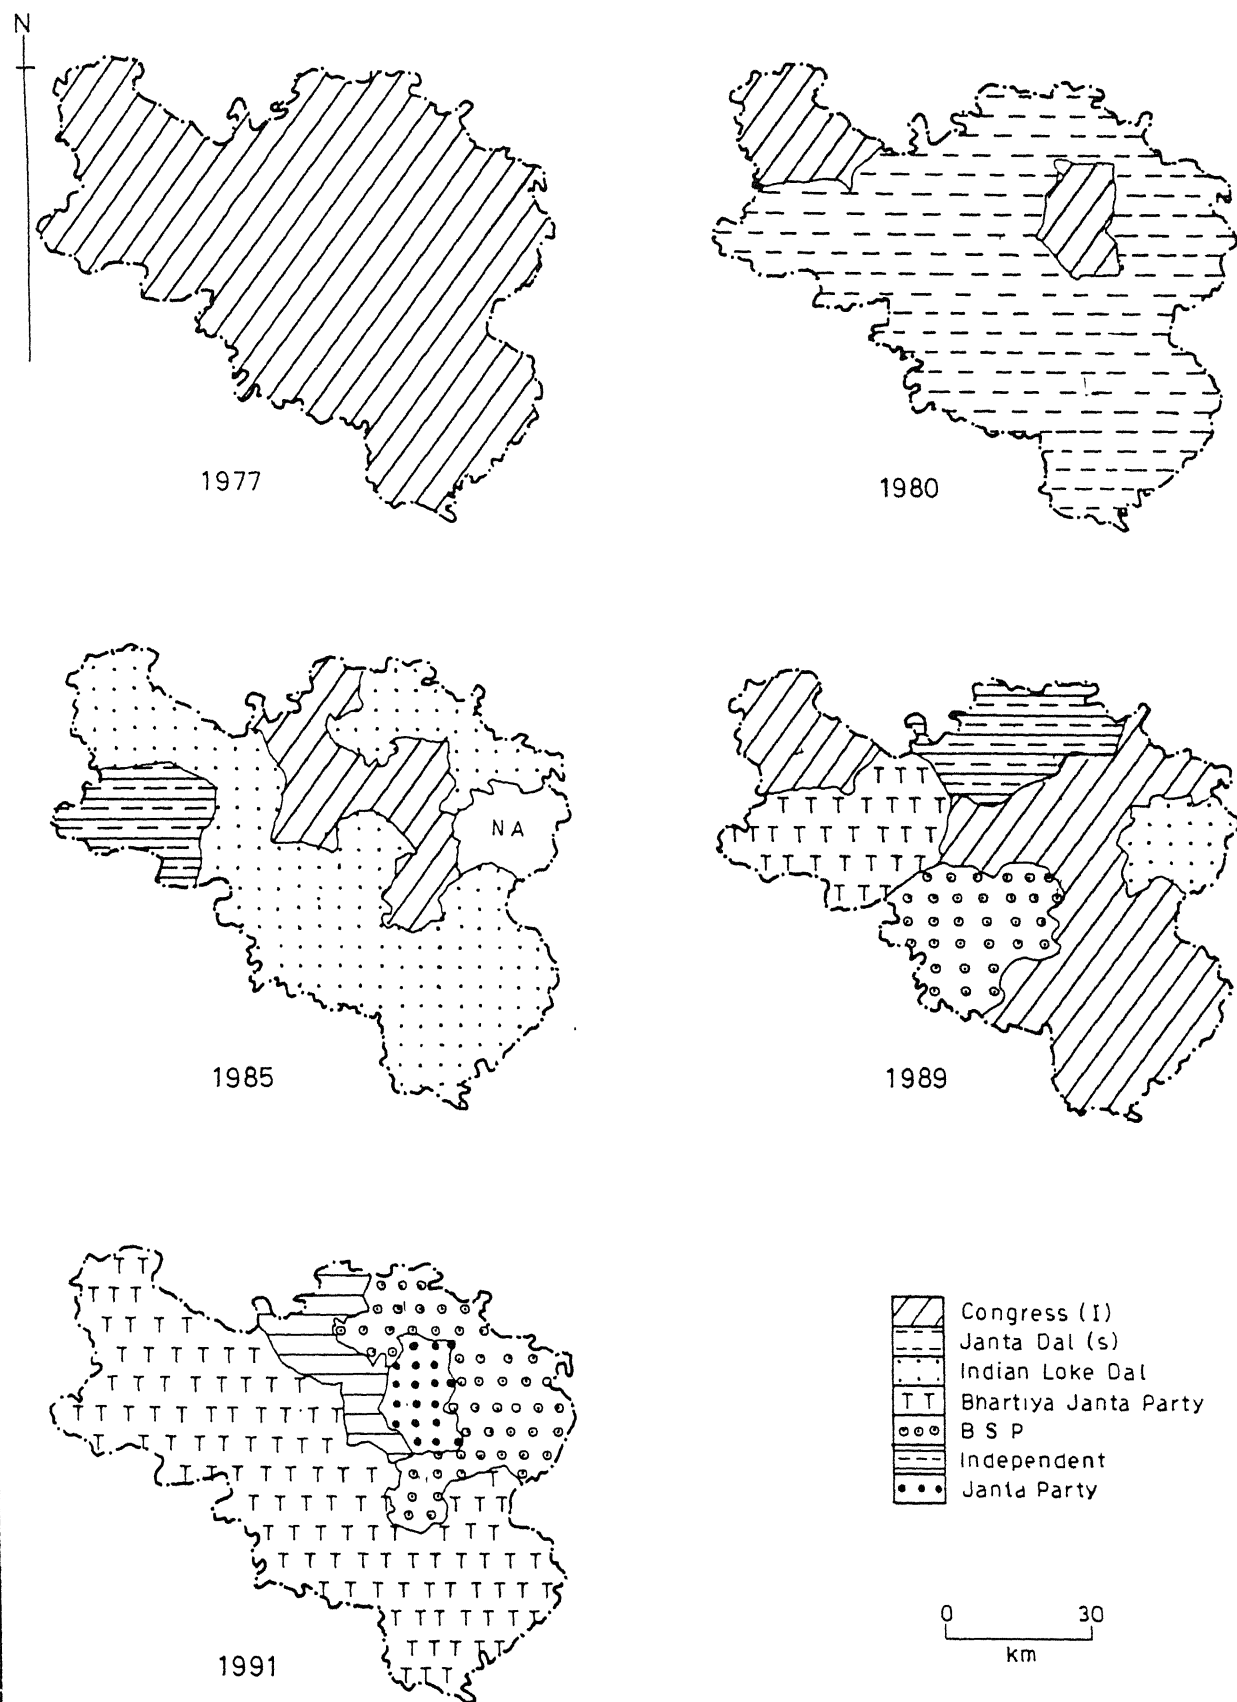 N
1977
1980
1985
NA
1989
1991
Congress (I)
Janta Dal (s)
Indian Loke Dal
Bhartiya Janta Party
B S P
Independent
Janta Party
0 30
km